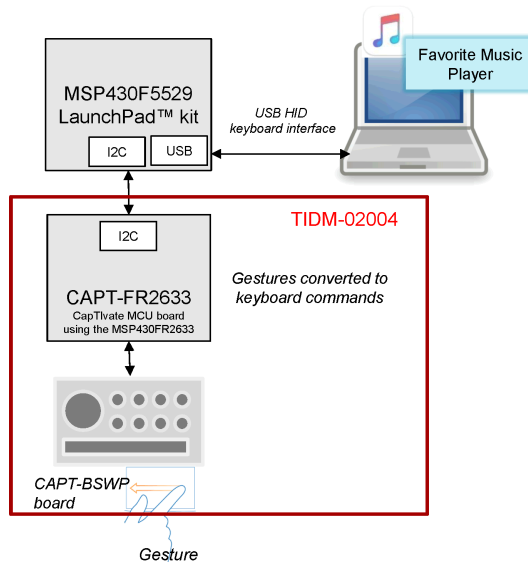 Favorite Music
Player
MSP430F5529
LaunchPad™ kit
I2C
USB
USB HID
keyboard interface
TIDM-02004
I2C
CAPT-FR2633
CapTIvate MCU board
using the MSP430FR2633
Gestures converted to
keyboard commands
CAPT-BSWP
board
Gesture